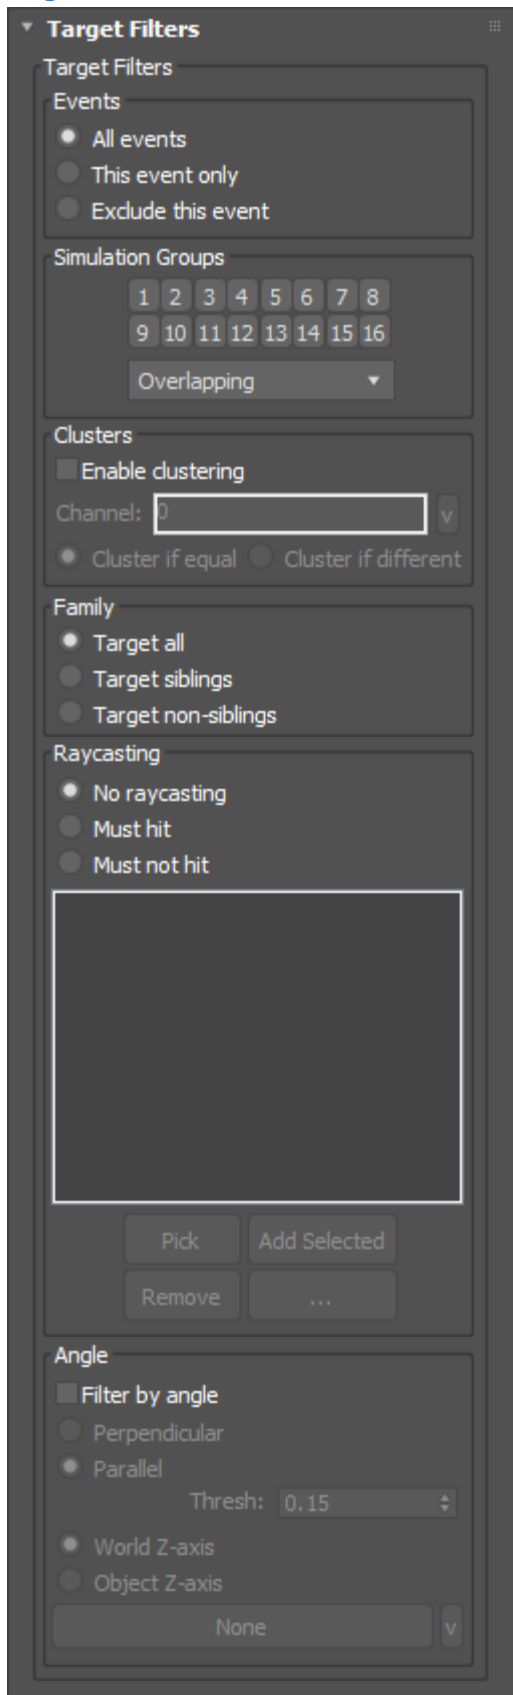 Target Filters
Target Filters
Events
All events
This event only
Exclude this event
Simulation Groups
1 2 3 4 5 6 7 8
9 10 11 12 13 14 15 16
Overlapping
Clusters
Enable clustering
Channel: 0 v
Cluster if equal Cluster if different
Family
Target all
Target siblings
Target non-siblings
Raycasting
No raycasting
Must hit
Must not hit
Pick Add Selected
Remove ...
Angle
Filter by angle
Perpendicular
Parallel
Thresh: 0.15
World Z-axis
Object Z-axis
None v